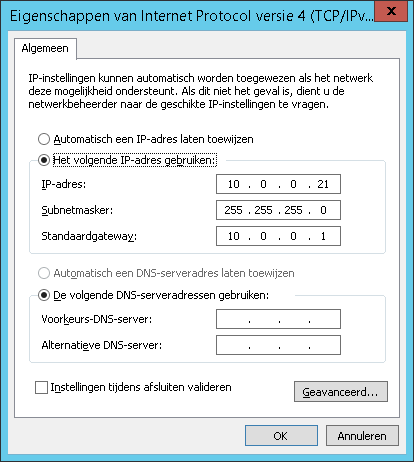 Eigenschappen van Internet Protocol versie 4 (TCP/IPv...
X
Algemeen
IP-instellingen kunnen automatisch worden toegewezen als het netwerk
deze mogelijkheid ondersteunt. Als dit niet het geval is, dient u de
netwerkbeheerder naar de geschikte IP-instellingen te vragen.
Automatisch een IP-adres laten toewijzen
Het volgende IP-adres gebruiken:
IP-adres: 10 . 0 . 0 . 21
Subnetmasker: 255 . 255 . 255 . 0
Standaardgateway: 10 . 0 . 0 . 1
Automatisch een DNS-serveradres laten toewijzen
De volgende DNS-serveradressen gebruiken:
Voorkeurs-DNS-server: . . .
Alternatieve DNS-server: . . .
Instellingen tijdens afsluiten valideren
Geavanceerd...
OK Annuleren